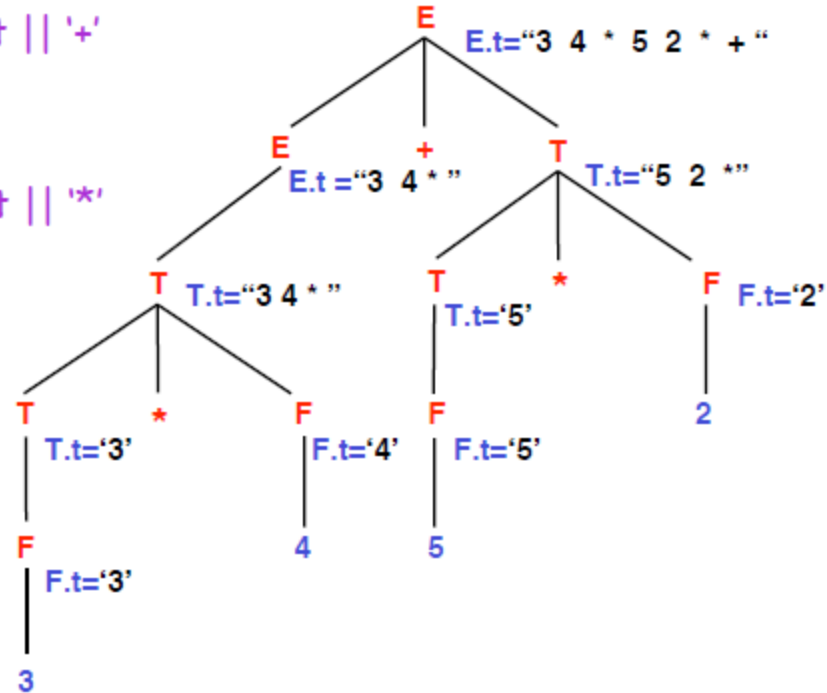 t || '+'
E
E.t=“3 4 * 5 2 * + “
E + T
E.t =“3 4 * ”
T.t=“5 2 *”
t || '*'
T T.t=“3 4 * ”
T * F F.t=‘2’
T.t=‘5’
T * F F 2
T.t=‘3’ F.t=‘4’ F.t=‘5’
F 4 5
F.t=‘3’
3